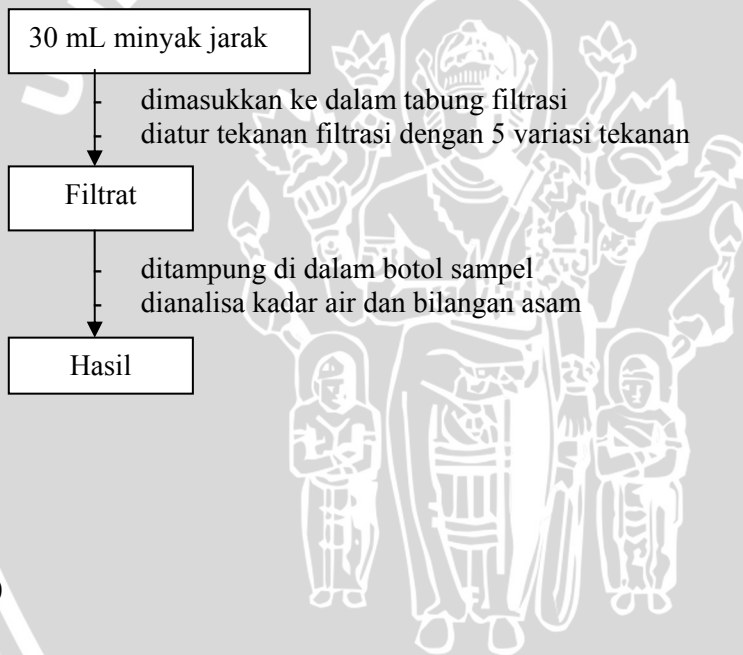 30 mL minyak jarak
- dimasukkan ke dalam tabung filtrasi
- diatur tekanan filtrasi dengan 5 variasi tekanan
Filtrat
- ditampung di dalam botol sampel
- dianalisa kadar air dan bilangan asam
Hasil
)